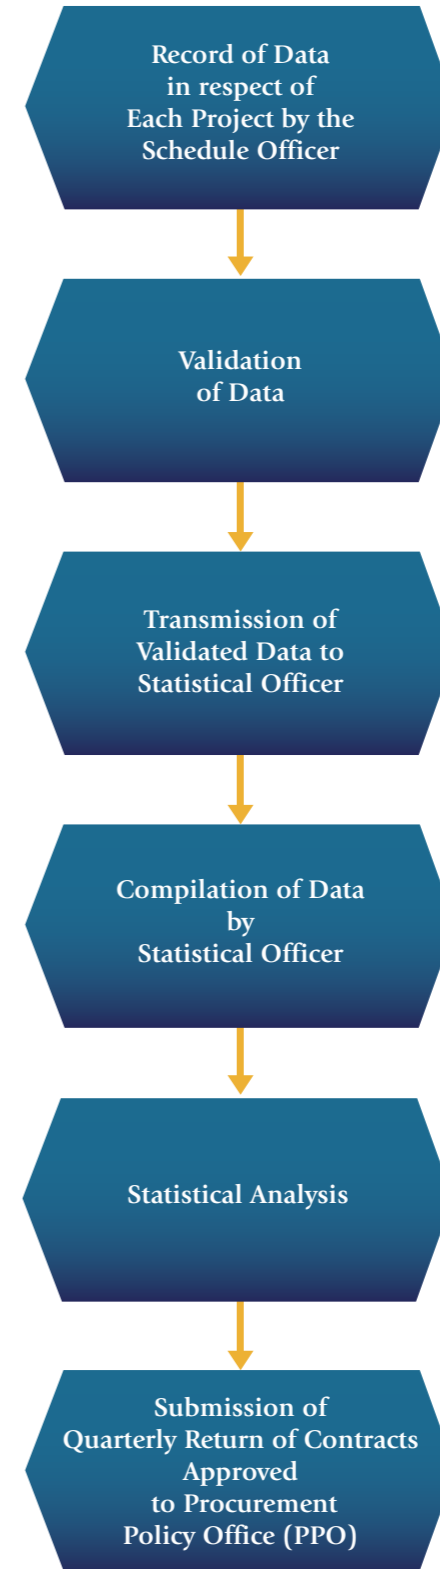 Record of Data
in respect of
Each Project by the
Schedule Officer
Validation
of Data
Transmission of
Validated Data to
Statistical Officer
Compilation of Data
by
Statistical Officer
Statistical Analysis
Submission of
Quarterly Return of Contracts
Approved
to Procurement
Policy Office (PPO)